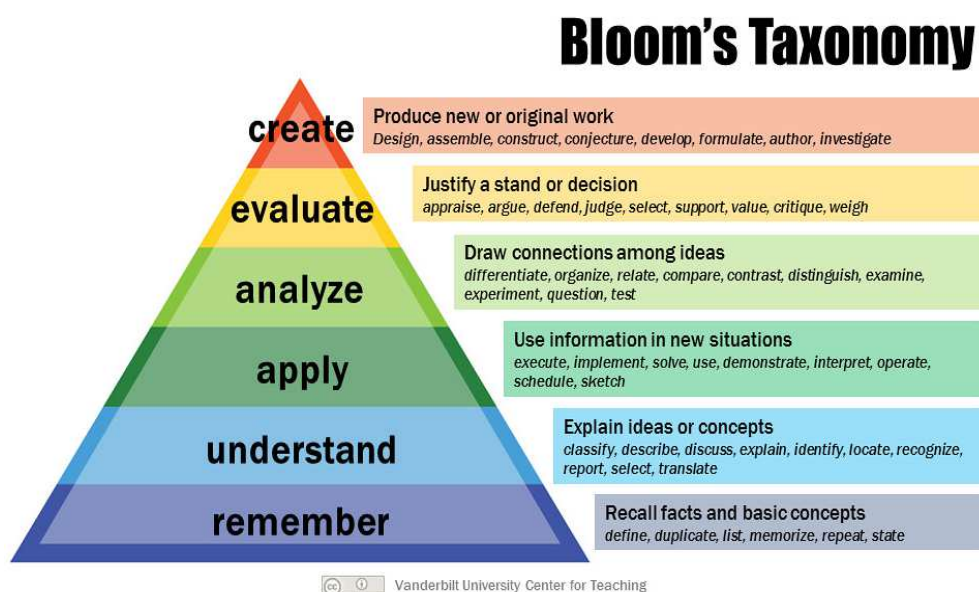 Bloom's Taxonomy
create
Produce new or original work
Design, assemble, construct, conjecture, develop, formulate, author, investigate
evaluate
Justify a stand or decision
appraise, argue, defend, judge, select, support, value, critique, weigh
analyze
Draw connections among ideas
differentiate, organize, relate, compare, contrast, distinguish, examine,
experiment, question, test
apply
Use information in new situations
execute, implement, solve, use, demonstrate, interpret, operate,
schedule, sketch
understand
Explain ideas or concepts
classify, describe, discuss, explain, identify, locate, recognize,
report, select, translate
remember
Recall facts and basic concepts
define, duplicate, list, memorize, repeat, state
cc Vanderbilt University Center for Teaching